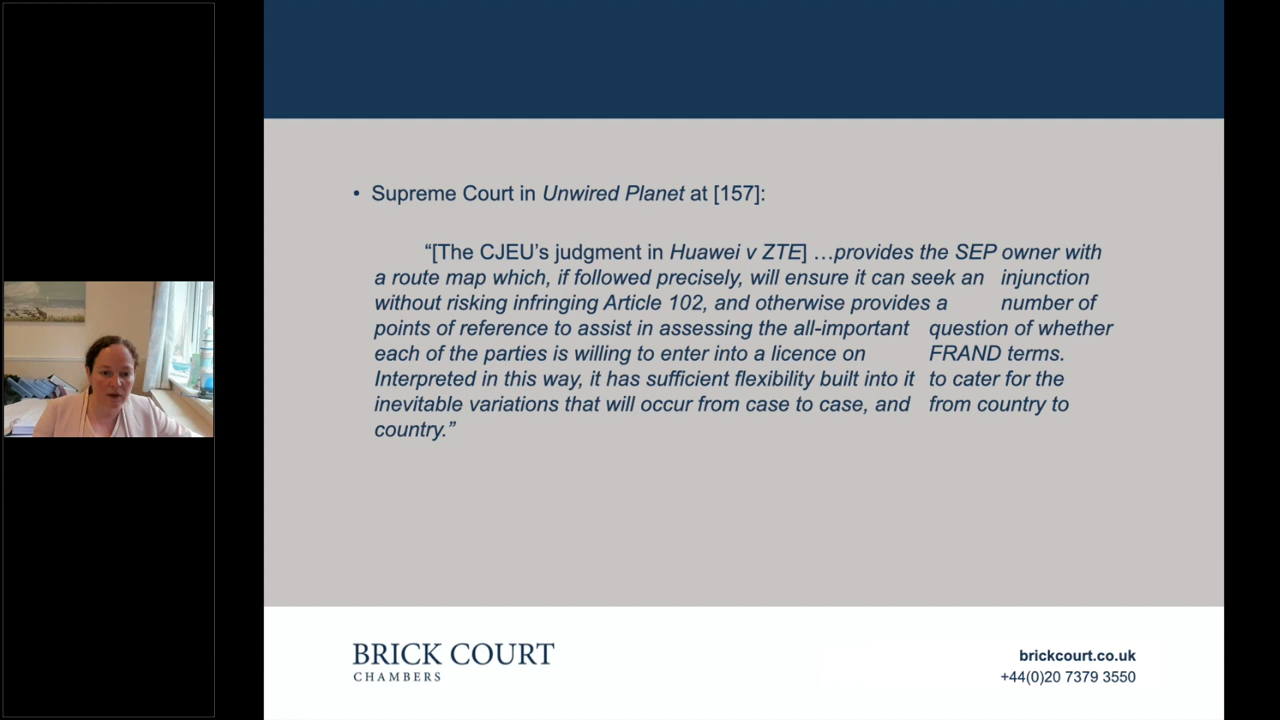 • Supreme Court in Unwired Planet at [157]:
“[The CJEU’s judgment in Huawei v ZTE] …provides the SEP owner with
a route map which, if followed precisely, will ensure it can seek an injunction
without risking infringing Article 102, and otherwise provides a number of
points of reference to assist in assessing the all-important question of whether
each of the parties is willing to enter into a licence on FRAND terms.
Interpreted in this way, it has sufficient flexibility built into it to cater for the
inevitable variations that will occur from case to case, and from country to
country.”
BRICK COURT
CHAMBERS
brickcourt.co.uk
+44(0)20 7379 3550